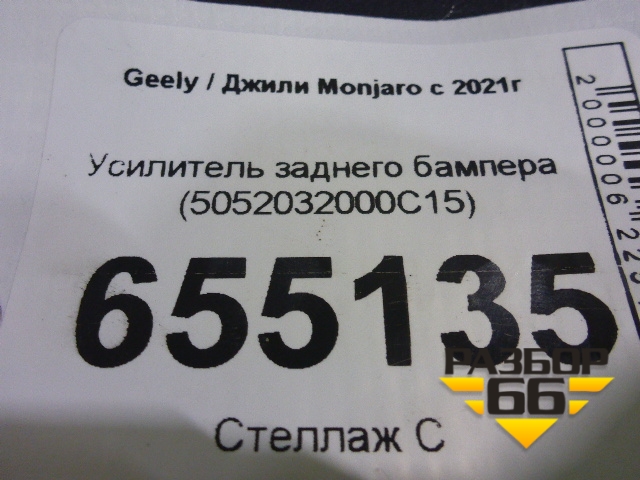 Geely / Джили Monjaro с 2021г
Усилитель заднего бампера
(5052032000C15)
655135
Стеллаж С
РАЗБОР
66